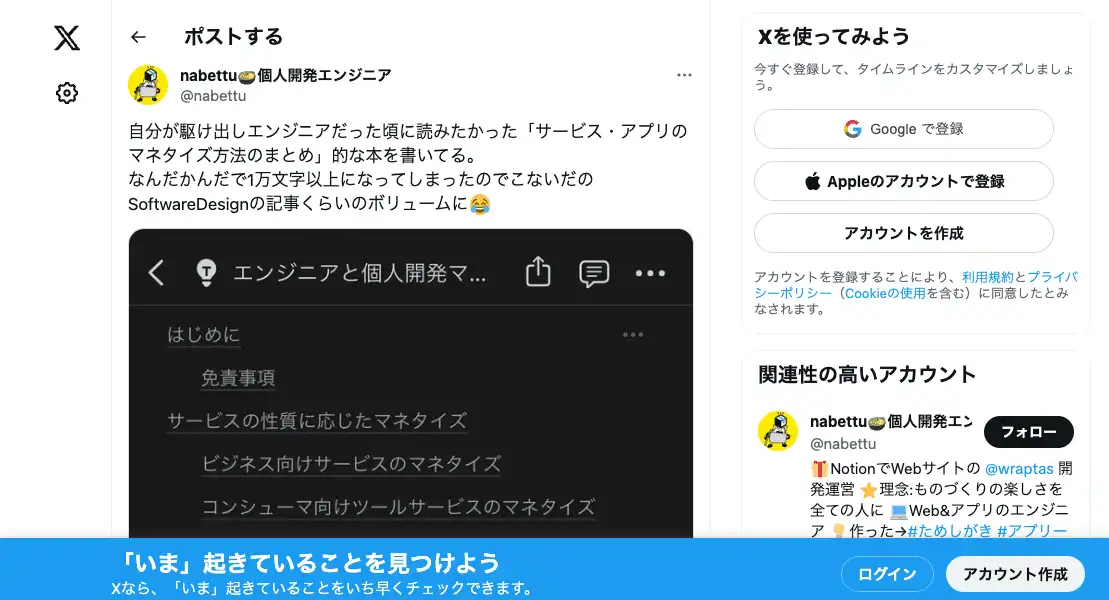 ポストする
nabettu🍜個人開発エンジニア
@nabettu
自分が駆け出しエンジニアだった頃に読みたかった「サービス・アプリの
マネタイズ方法のまとめ」的な本を書いてる。
なんだかんだで1万文字以上になってしまったのでこないだの
SoftwareDesignの記事くらいのボリュームに😂
エンジニアと個人開発マ...
はじめに
免責事項
サービスの性質に応じたマネタイズ
ビジネス向けサービスのマネタイズ
コンシューマ向けツールサービスのマネタイズ
Xを使ってみよう
今すぐ登録して、タイムラインをカスタマイズしましょ
う。
Google で登録
Appleのアカウントで登録
アカウントを作成
アカウントを登録することにより、利用規約とプライバ
シーポリシー（Cookieの使用を含む）に同意したとみ
なされます。
関連性の高いアカウント
nabettu🍜個人開発エン
@nabettu
フォロー
🎁NotionでWebサイトの @wraptas 開
発運営 ⭐理念:ものづくりの楽しさを
全ての人に 💻Web&アプリのエンジニ
ア 💡作った→#ためしがき #アプリー
「いま」起きていることを見つけよう
Xなら、「いま」起きていることをいち早くチェックできます。
ログイン
アカウント作成